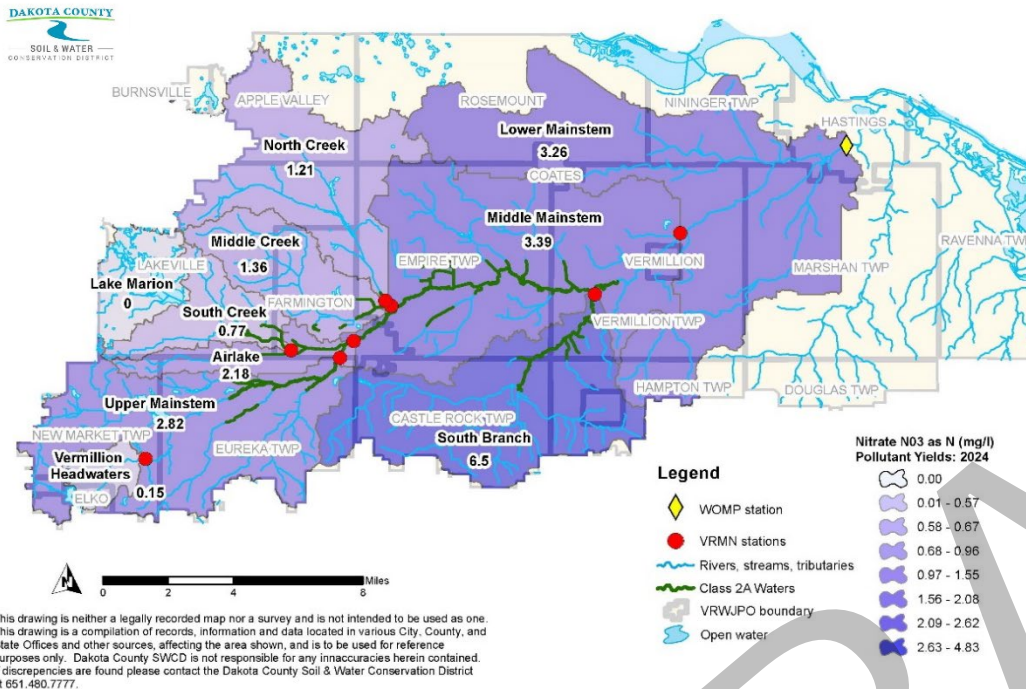 DAKOTA COUNTY
SOIL & WATER
CONSERVATION DISTRICT
BURNSVILLE
APPLE VALLEY
ROSEMOUNT
NININGER TWP
HASTINGS
Lower Mainstem
3.26
North Creek
1.21
COATES
Middle Mainstem
3.39
Middle Creek
1.36
LAKEVILLE
EMPIRE TWP
VERMILLION
RAVENNA TW
MARSHAN TWP
Lake Marion
0
FARMINGTON
South Creek
0.77
VERMILLION TWP
Airlake
2.18
HAMPTON TWP
DOUGLAS TWP
Upper Mainstem
2.82
CASTLE ROCK TWP
NEW MARKET TWP
EUREKA TWP
South Branch
6.5
Vermillion
Headwaters
0.15
ELKO
Nitrate N03 as N (mg/l)
Pollutant Yields: 2024
0.00
0.01 - 0.57
0.58 - 0.67
0.68 - 0.96
0.97 - 1.55
1.56 - 2.08
2.09 - 2.62
2.63 - 4.83
Legend
WOMP station
VRMN stations
Rivers, streams, tributaries
Class 2A Waters
VRWJPO boundary
Open water
N
0 2 4 8 Miles
his drawing is neither a legally recorded map nor a survey and is not intended to be used as one.
his drawing is a compilation of records, information and data located in various City, County, and
tate Offices and other sources, affecting the area shown, and is to be used for reference
urposes only. Dakota County SWCD is not responsible for any innaccuracies herein contained.
discrepencies are found please contact the Dakota County Soil & Water Conservation District
t 651.480.7777.